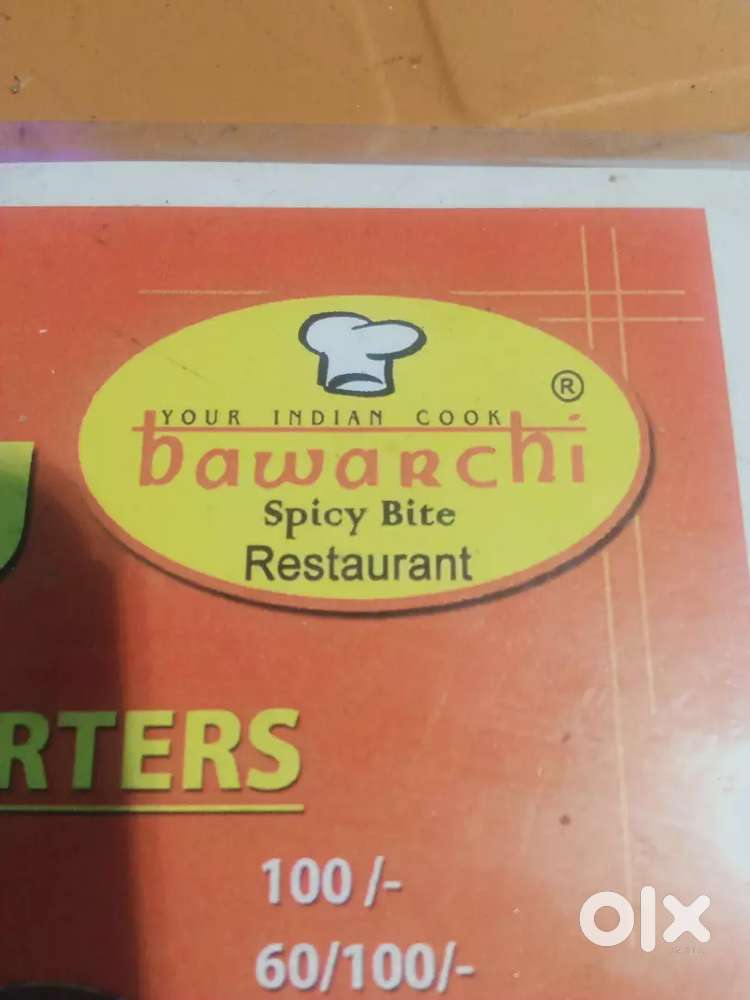 ®
YOUR INDIAN COOK
bawarchi
Spicy Bite
Restaurant
RTERS
100/-
60/100/-
olx